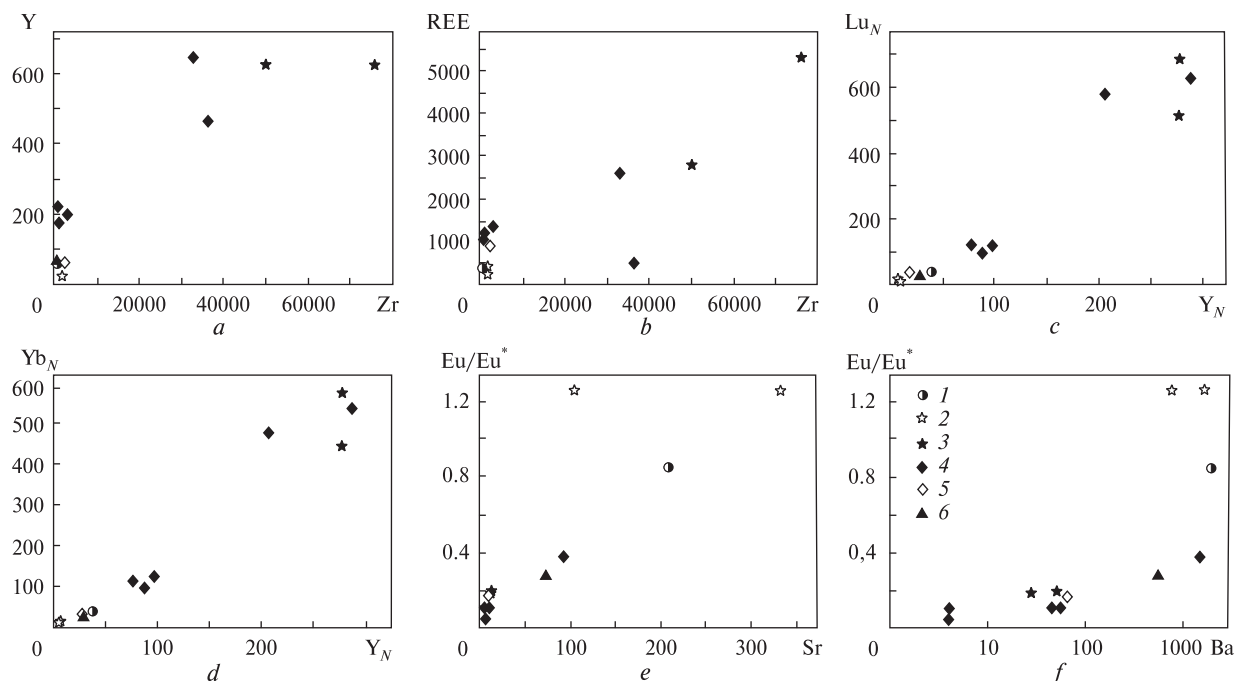 Y
600
400
200
0
20000 40000 60000 Zr
a
REE
5000
4000
3000
2000
1000
0
20000 40000 60000 Zr
b
Lu_N
600
400
200
0
100 200 Y_N
c
Yb_N
600
500
400
300
200
100
0
100 200 Y_N
d
Eu/Eu*
1.2
0.8
0.4
0
100 200 300 Sr
e
Eu/Eu*
1.2
0.8
0,4
0
10 100 1000 Ba
f
1
2
3
4
5
6